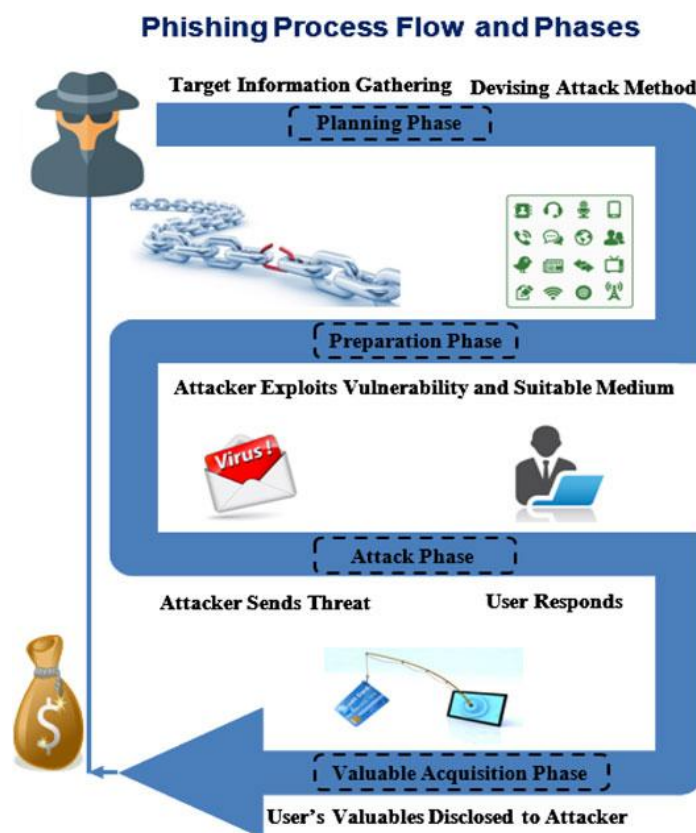 Phishing Process Flow and Phases
Target Information Gathering
Devising Attack Method
Planning Phase
Preparation Phase
Attacker Exploits Vulnerability and Suitable Medium
Virus!
Attack Phase
Attacker Sends Threat
User Responds
$
Valuable Acquisition Phase
User's Valuables Disclosed to Attacker